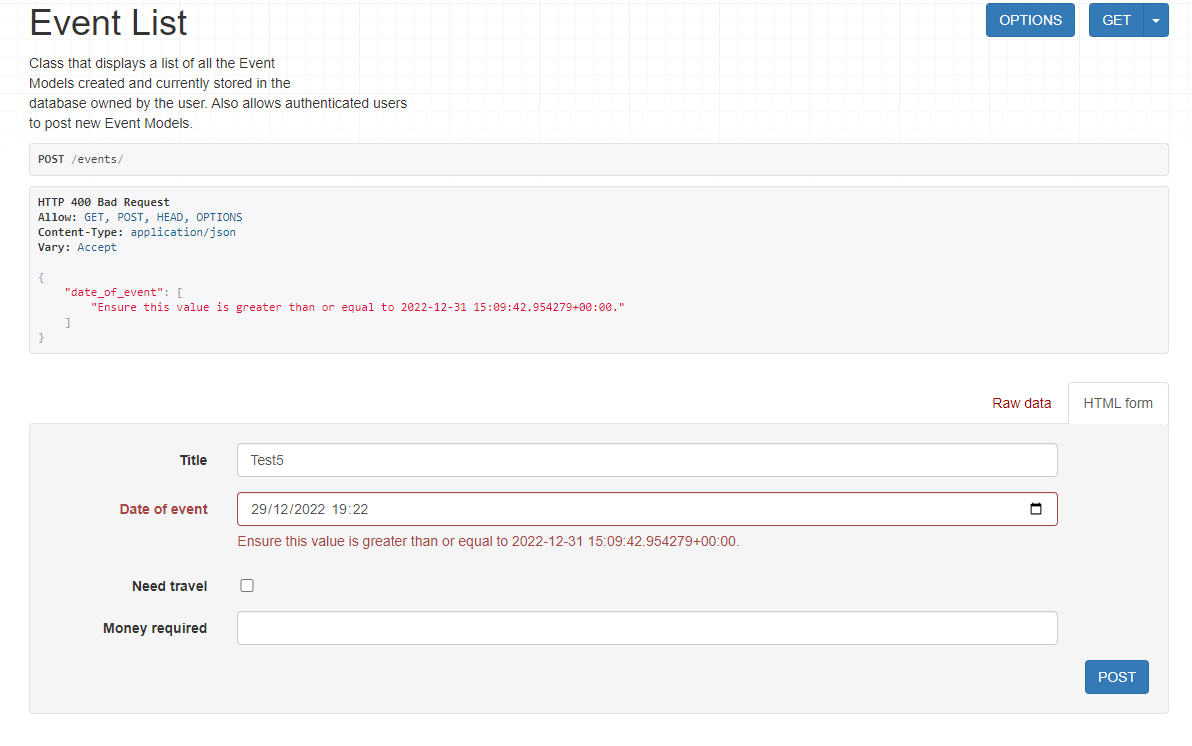 Event List
OPTIONS
GET
Class that displays a list of all the Event
Models created and currently stored in the
database owned by the user. Also allows authenticated users
to post new Event Models.
POST /events/
HTTP 400 Bad Request
Allow: GET, POST, HEAD, OPTIONS
Content-Type: application/json
Vary: Accept
{
    "date_of_event": [
        "Ensure this value is greater than or equal to 2022-12-31 15:09:42.954279+00:00."
    ]
}
Raw data
HTML form
Title
Test5
Date of event
29/12/2022 19:22
Ensure this value is greater than or equal to 2022-12-31 15:09:42.954279+00:00.
Need travel
Money required
POST